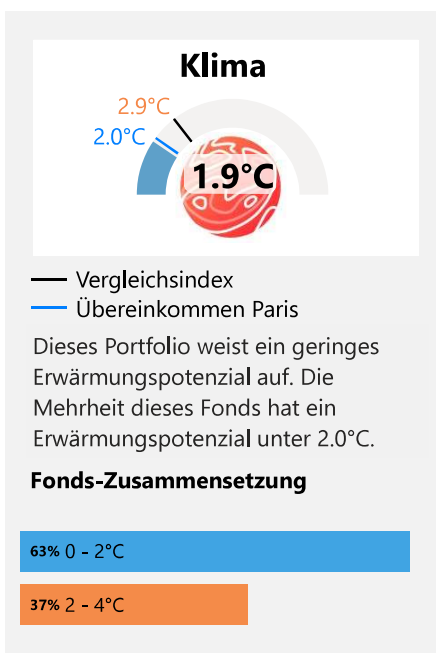 Klima
2.9°C
2.0°C
1.9°C
Vergleichsindex
Übereinkommen Paris
Dieses Portfolio weist ein geringes
Erwärmungspotenzial auf. Die
Mehrheit dieses Fonds hat ein
Erwärmungspotenzial unter 2.0°C.
Fonds-Zusammensetzung
63% 0 - 2°C
37% 2 - 4°C